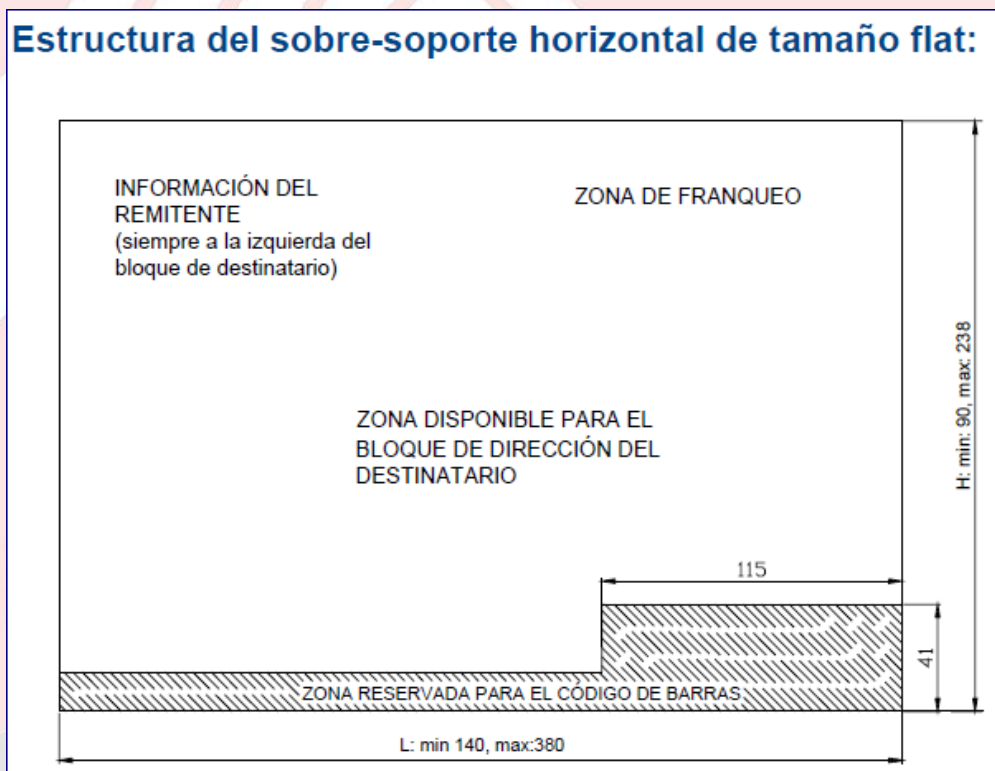 Estructura del sobre-soporte horizontal de tamaño flat:
INFORMACIÓN DEL
REMITENTE
(siempre a la izquierda del
bloque de destinatario)
ZONA DE FRANQUEO
H: min: 90, max: 238
ZONA DISPONIBLE PARA EL
BLOQUE DE DIRECCIÓN DEL
DESTINATARIO
115
41
ZONA RESERVADA PARA EL CÓDIGO DE BARRAS
L: min 140, max:380